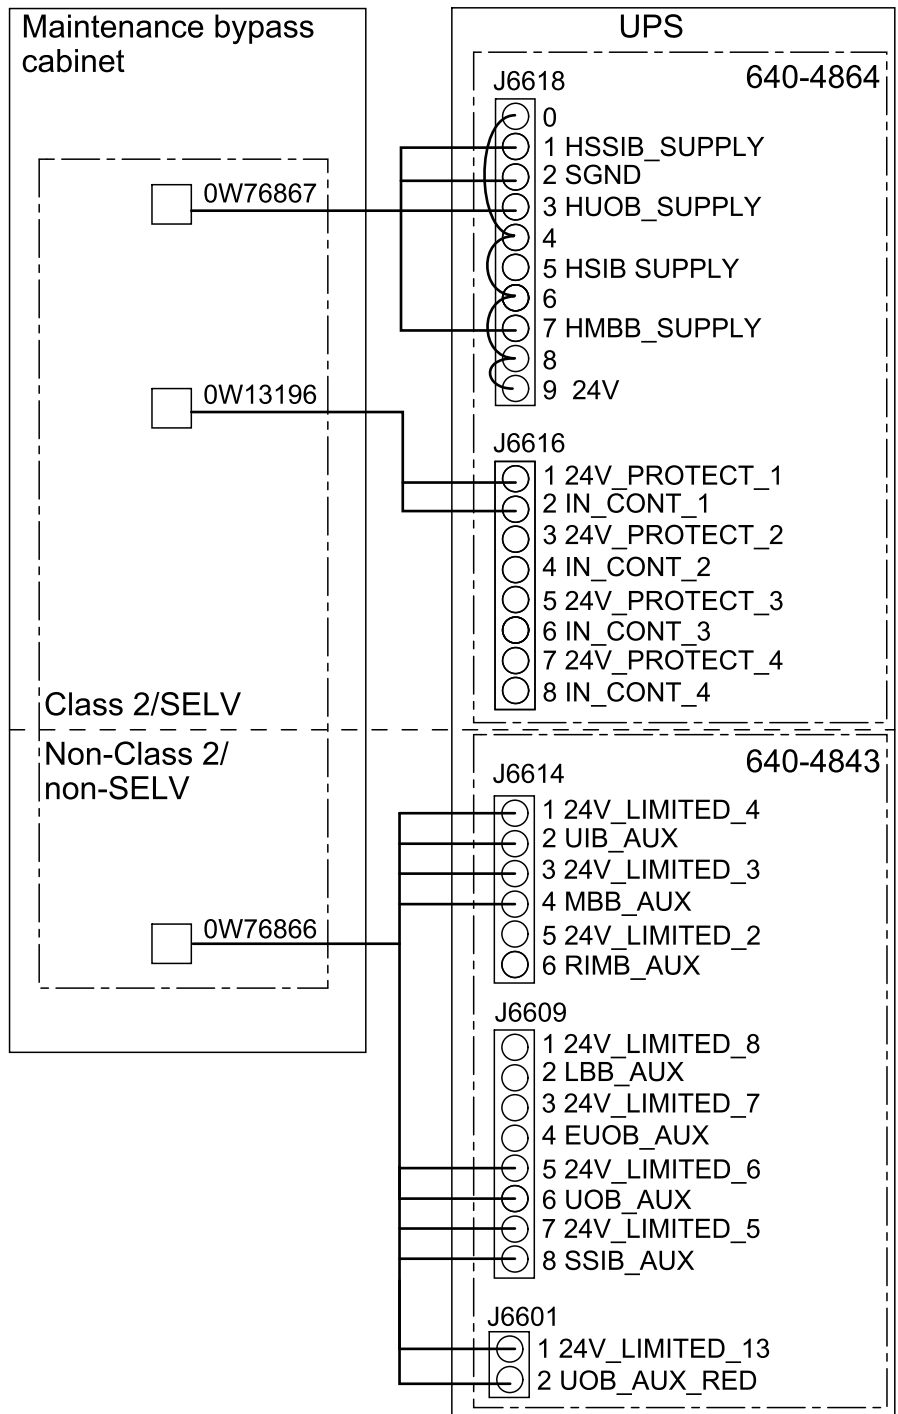 Maintenance bypass
cabinet
UPS
640-4864
J6618
0
1 HSSIB_SUPPLY
2 SGND
0W76867
3 HUOB_SUPPLY
4
5 HSIB SUPPLY
6
7 HMBB_SUPPLY
8
9 24V
0W13196
J6616
1 24V_PROTECT_1
2 IN_CONT_1
3 24V_PROTECT_2
4 IN_CONT_2
5 24V_PROTECT_3
6 IN_CONT_3
7 24V_PROTECT_4
8 IN_CONT_4
Class 2/SELV
Non-Class 2/
non-SELV
640-4843
J6614
1 24V_LIMITED_4
2 UIB_AUX
3 24V_LIMITED_3
4 MBB_AUX
0W76866
5 24V_LIMITED_2
6 RIMB_AUX
J6609
1 24V_LIMITED_8
2 LBB_AUX
3 24V_LIMITED_7
4 EUOB_AUX
5 24V_LIMITED_6
6 UOB_AUX
7 24V_LIMITED_5
8 SSIB_AUX
J6601
1 24V_LIMITED_13
2 UOB_AUX_RED